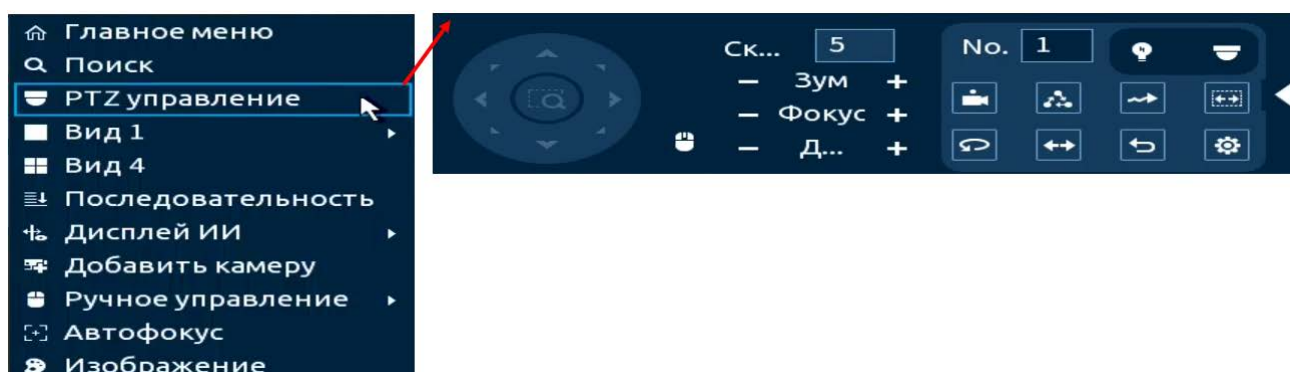 Главное меню
Поиск
PTZ управление
Вид 1
Вид 4
Последовательность
Дисплей ИИ
Добавить камеру
Ручное управление
Автофокус
Изображение
Ск... 5
− Зум +
− Фокус +
− Д... +
No. 1